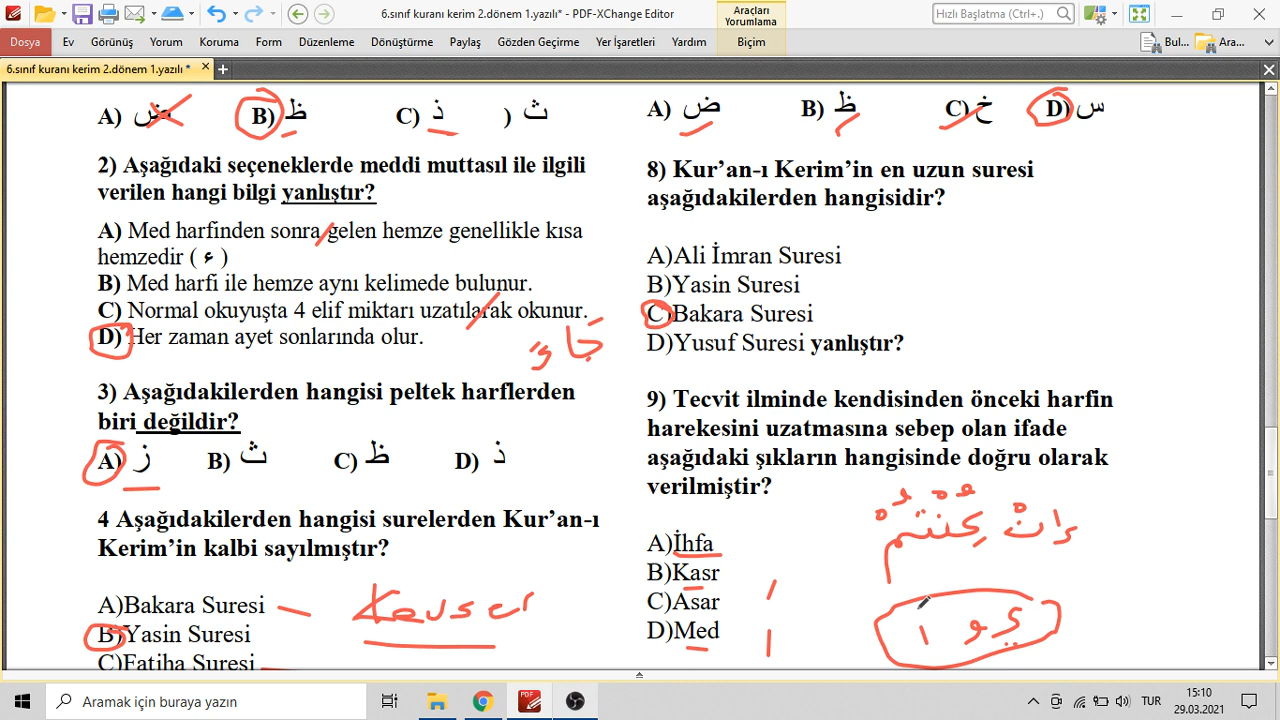 6.sınıf kuranı kerim 2.dönem 1.yazılı* - PDF-XChange Editor
Araçları Yorumlama
Hızlı Başlatma (Ctrl+.)
Dosya Ev Görünüş Yorum Koruma Form Düzenleme Dönüştürme Paylaş Gözden Geçirme Yer İşaretleri Yardım Biçim Bul... Ara...
6.sınıf kuranı kerim 2.dönem 1.yazılı *
A) ض B) ظ C) ذ ) ث
2) Aşağıdaki seçeneklerde meddi muttasıl ile ilgili
verilen hangi bilgi yanlıştır?
A) Med harfinden sonra gelen hemze genellikle kısa
hemzedir ( ء )
B) Med harfi ile hemze aynı kelimede bulunur.
C) Normal okuyuşta 4 elif miktarı uzatılarak okunur.
D) Her zaman ayet sonlarında olur.
جَاءَ
3) Aşağıdakilerden hangisi peltek harflerden
biri değildir?
A) ز B) ث C) ظ D) ذ
4 Aşağıdakilerden hangisi surelerden Kur’an-ı
Kerim’in kalbi sayılmıştır?
A)Bakara Suresi
B)Yasin Suresi
C)Fatiha Suresi
Kevser
A) ض B) ظ C) خ D) س
8) Kur’an-ı Kerim’in en uzun suresi
aşağıdakilerden hangisidir?
A)Ali İmran Suresi
B)Yasin Suresi
C)Bakara Suresi
D)Yusuf Suresi yanlıştır?
9) Tecvit ilminde kendisinden önceki harfin
harekesini uzatmasına sebep olan ifade
aşağıdaki şıkların hangisinde doğru olarak
verilmiştir?
A)İhfa
B)Kasr
C)Asar
D)Med
اِنْ كُنْتُمْ
ي و ا
Aramak için buraya yazın
TUR
15:10
29.03.2021